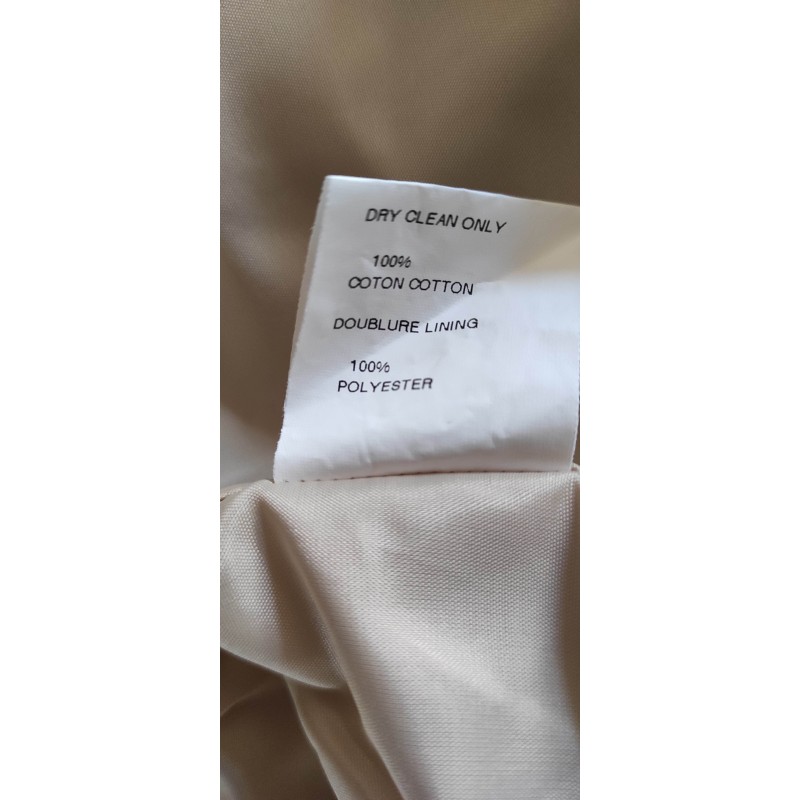 DRY CLEAN ONLY
100%
COTON COTTON
DOUBLURE LINING
100%
POLYESTER